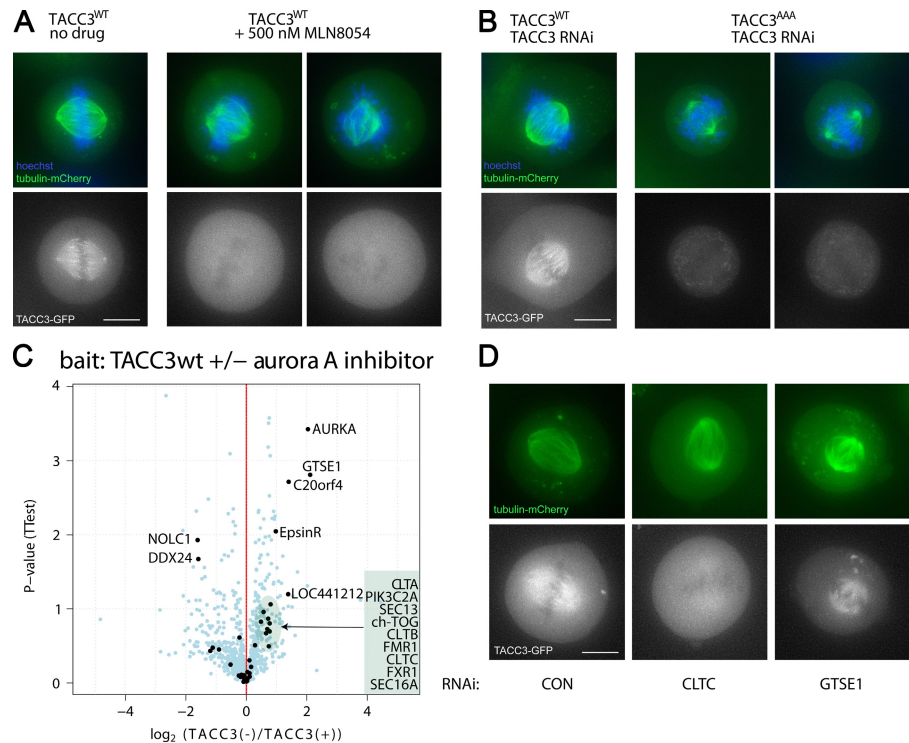 A
TACC3WT
no drug
TACC3WT
+ 500 nM MLN8054
hoechst
tubulin-mCherry
TACC3-GFP
B
TACC3WT
TACC3 RNAi
TACC3AAA
TACC3 RNAi
hoechst
tubulin-mCherry
TACC3-GFP
C
bait: TACC3wt +/− aurora A inhibitor
P−value (TTest)
4
3
2
1
0
AURKA
GTSE1
C20orf4
EpsinR
NOLC1
DDX24
LOC441212
CLTA
PIK3C2A
SEC13
ch-TOG
CLTB
FMR1
CLTC
FXR1
SEC16A
−4
−2
0
2
4
log2 (TACC3(-)/TACC3(+))
D
tubulin-mCherry
TACC3-GFP
RNAi:
CON
CLTC
GTSE1